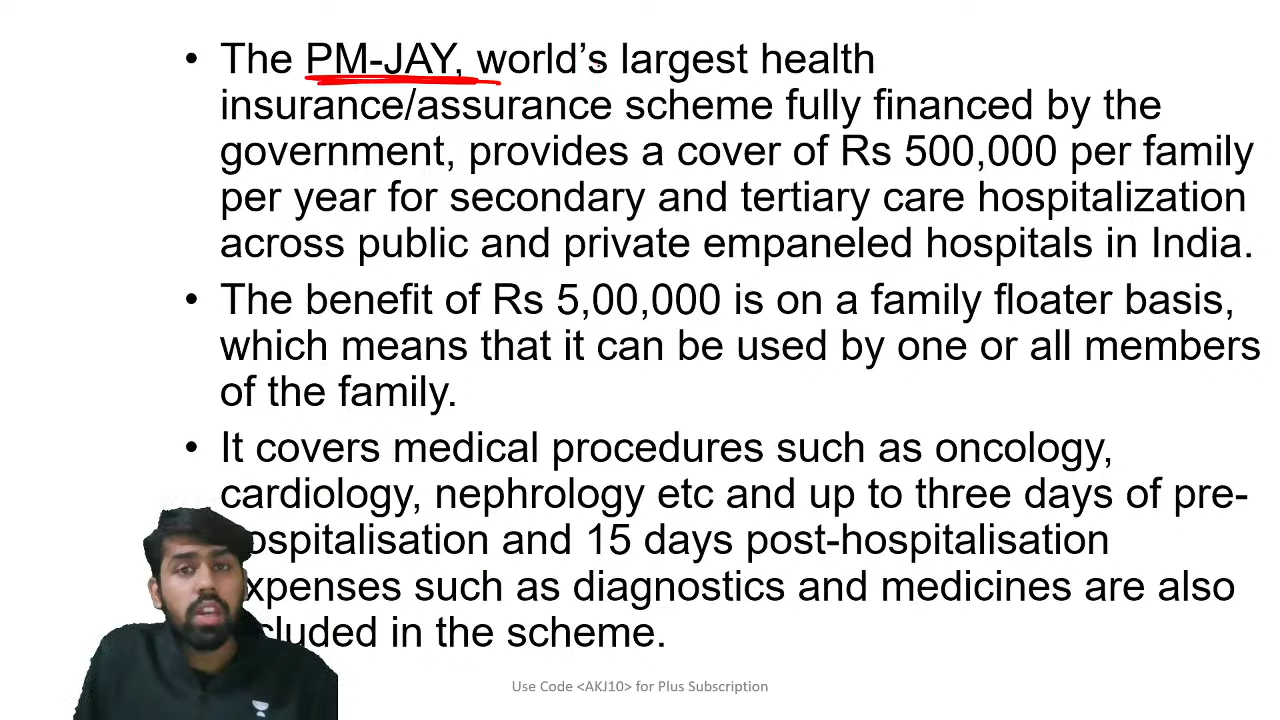 • The PM-JAY, world's largest health
insurance/assurance scheme fully financed by the
government, provides a cover of Rs 500,000 per family
per year for secondary and tertiary care hospitalization
across public and private empaneled hospitals in India.
• The benefit of Rs 5,00,000 is on a family floater basis,
which means that it can be used by one or all members
of the family.
• It covers medical procedures such as oncology,
cardiology, nephrology etc and up to three days of pre-
ospitalisation and 15 days post-hospitalisation
xpenses such as diagnostics and medicines are also
cluded in the scheme.
Use Code <AKJ10> for Plus Subscription